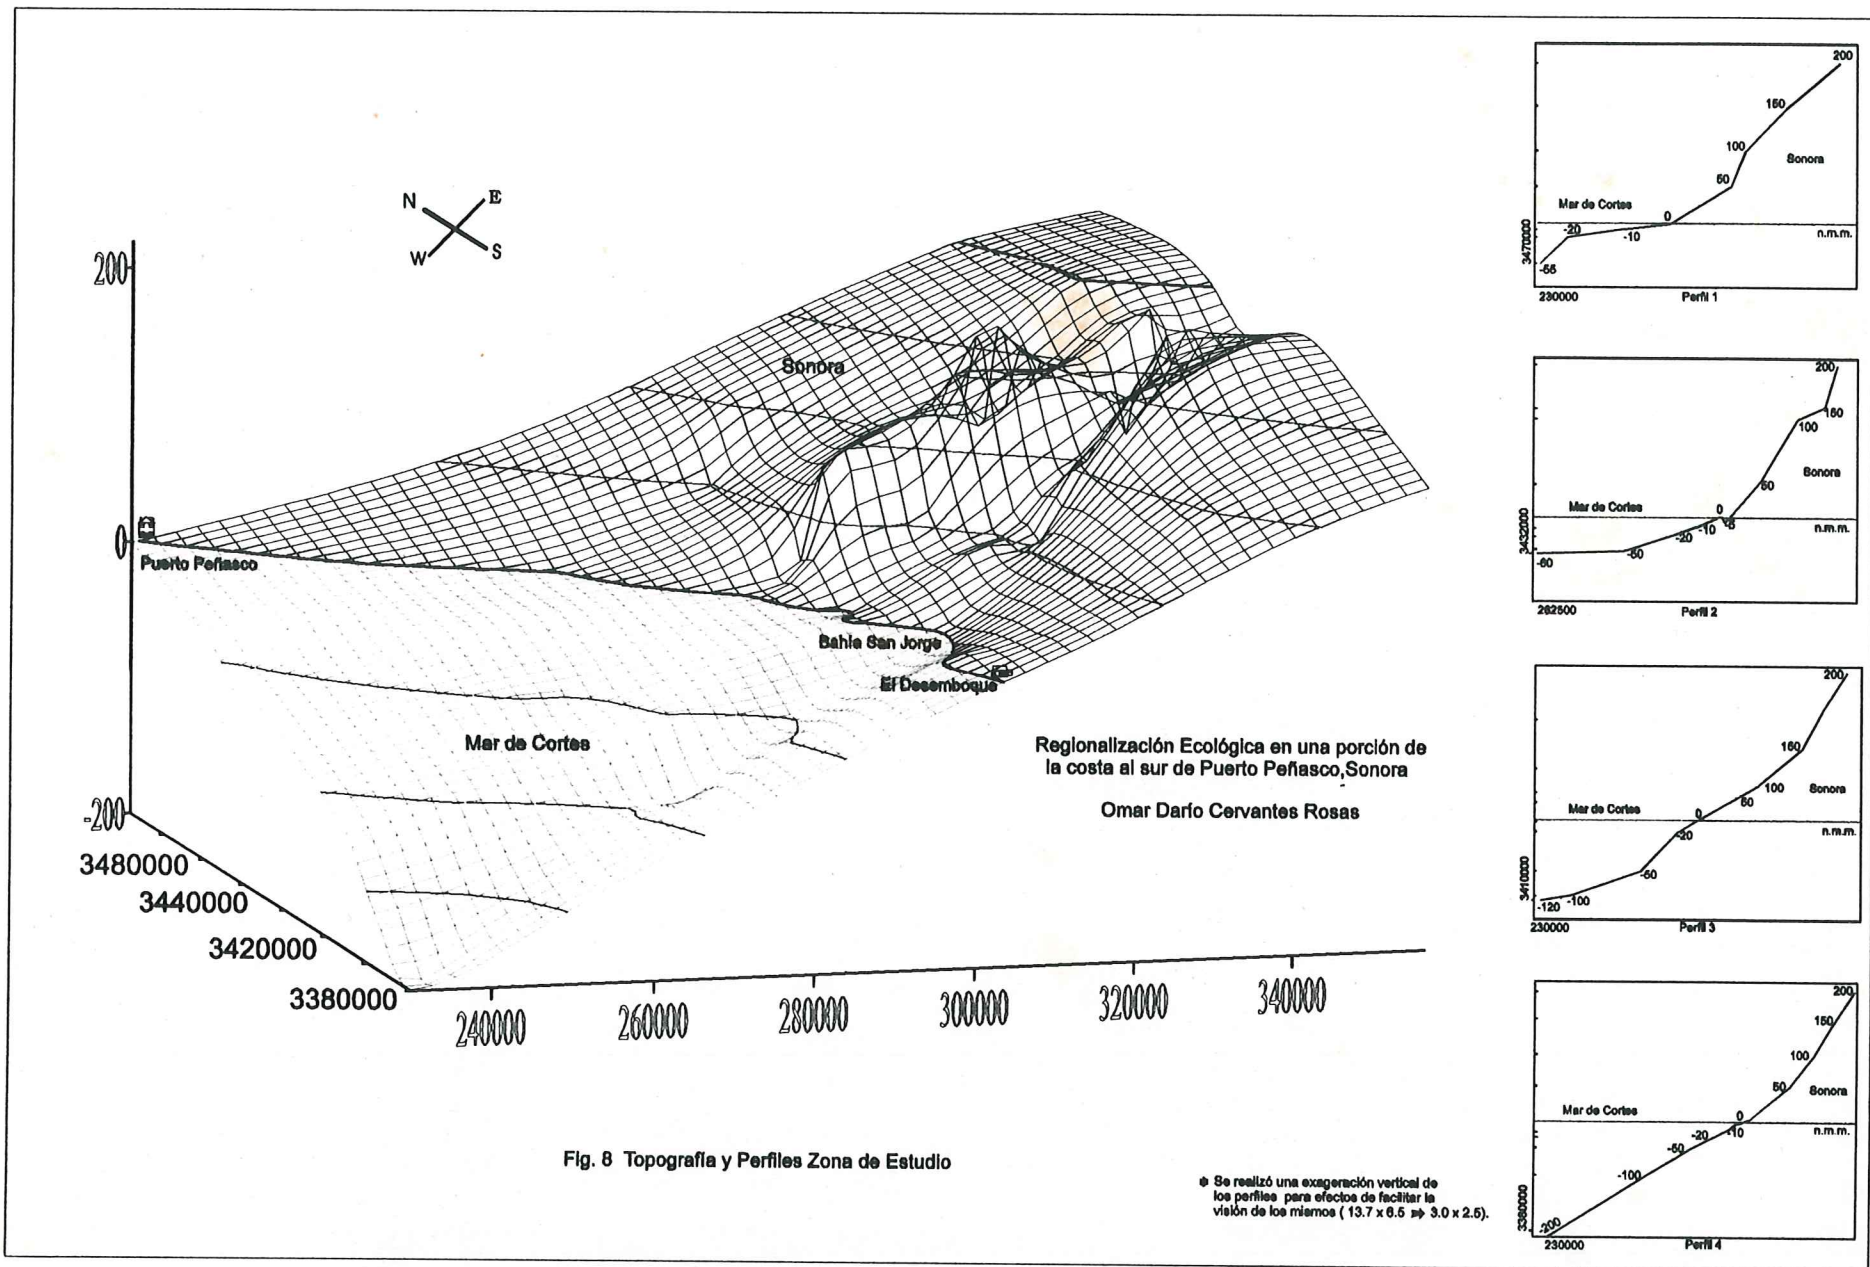 N
E
W
S
200
0
-200
Sonora
Puerto Peñasco
Bahía San Jorge
El Desemboque
Mar de Cortes
3480000
3440000
3420000
3380000
240000
260000
280000
300000
320000
340000
Regionalización Ecológica en una porción de
la costa al sur de Puerto Peñasco,Sonora
Omar Darío Cervantes Rosas
Fig. 8 Topografía y Perfiles Zona de Estudio
Se realizó una exageración vertical de
los perfiles para efectos de facilitar la
visión de los mismos ( 13.7 x 6.5 ⇒ 3.0 x 2.5).
200
150
100
Sonora
50
Mar de Cortes
0
-20
-10
n.m.m.
3470000
-55
230000
Perfil 1
200
150
100
Sonora
50
Mar de Cortes
0
-5
-10
-20
n.m.m.
3432000
-60
-50
262500
Perfil 2
200
150
100
Sonora
50
Mar de Cortes
0
-20
n.m.m.
3410000
-50
-120
-100
230000
Perfil 3
200
150
100
50
Sonora
Mar de Cortes
0
-10
n.m.m.
-20
-50
-100
3380000
-200
230000
Perfil 4